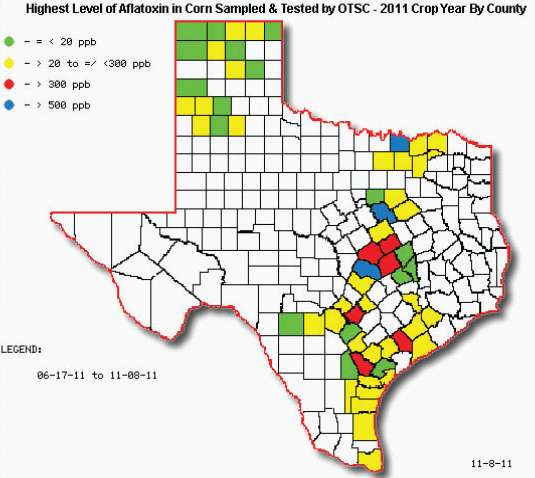 Highest Level of Aflatoxin in Corn Sampled & Tested by OTSC - 2011 Crop Year By County
- = < 20 ppb
- > 20 to =/ <300 ppb
- > 300 ppb
- > 500 ppb
LEGEND:
06-17-11 to 11-08-11
11-8-11